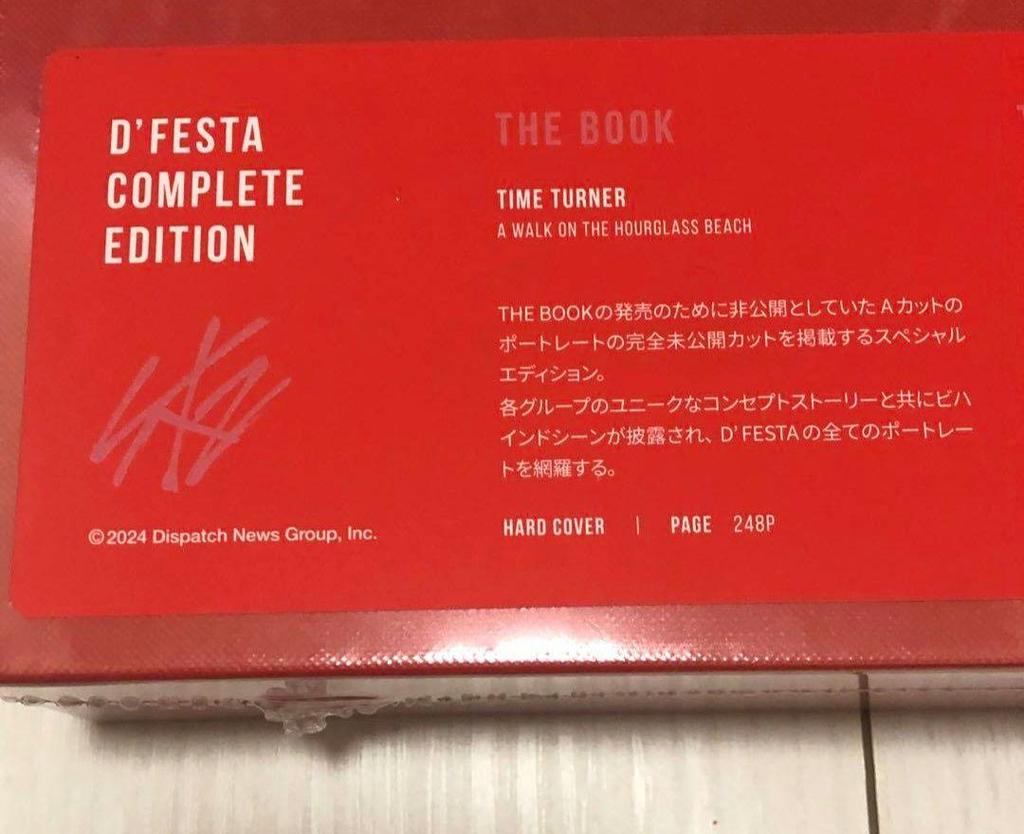 D'FESTA
COMPLETE
EDITION
©2024 Dispatch News Group, Inc.
THE BOOK
TIME TURNER
A WALK ON THE HOURGLASS BEACH
THE BOOKの発売のために非公開としていたAカットの
ポートレートの完全未公開カットを掲載するスペシャル
エディション。
各グループのユニークなコンセプトストーリーと共にビハ
インドシーンが披露され、D'FESTAの全てのポートレー
トを網羅する。
HARD COVER | PAGE 248P